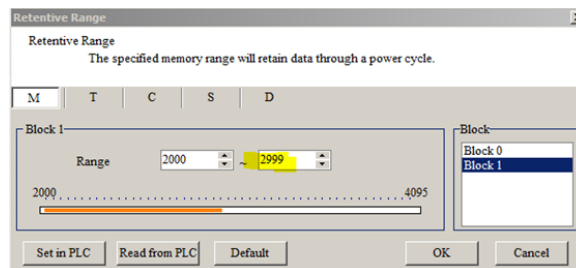 Retentive Range
Retentive Range
The specified memory range will retain data through a power cycle.
M T C S D
Block 1
Range 2000 ~ 2999
2000 4095
Block
Block 0
Block 1
Set in PLC Read from PLC Default OK Cancel